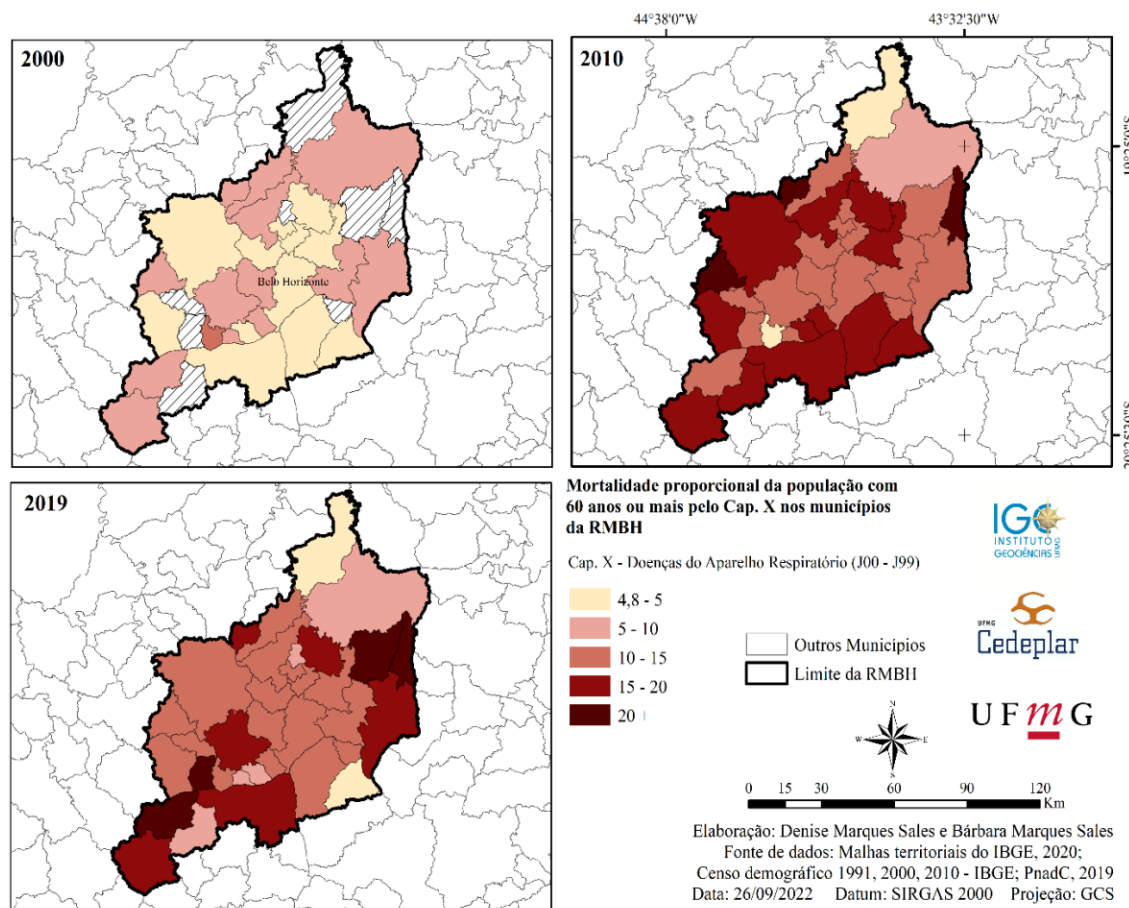 2000
Belo Horizonte
44°38'0"W
43°32'30"W
2010
20°26'20"S
2019
Mortalidade proporcional da população com
60 anos ou mais pelo Cap. X nos municípios
da RMBH
Cap. X - Doenças do Aparelho Respiratório (J00 - J99)
4,8 - 5
5 - 10
10 - 15
15 - 20
20
Outros Municípios
Limite da RMBH
IGC
INSTITUTO
GEOCIÊNCIAS
UFMG
UFMG
Cedeplar
UFMG
N
W
E
S
0 15 30 60 90 120
Km
Elaboração: Denise Marques Sales e Bárbara Marques Sales
Fonte de dados: Malhas territoriais do IBGE, 2020;
Censo demográfico 1991, 2000, 2010 - IBGE; PnadC, 2019
Data: 26/09/2022 Datum: SIRGAS 2000 Projeção: GCS